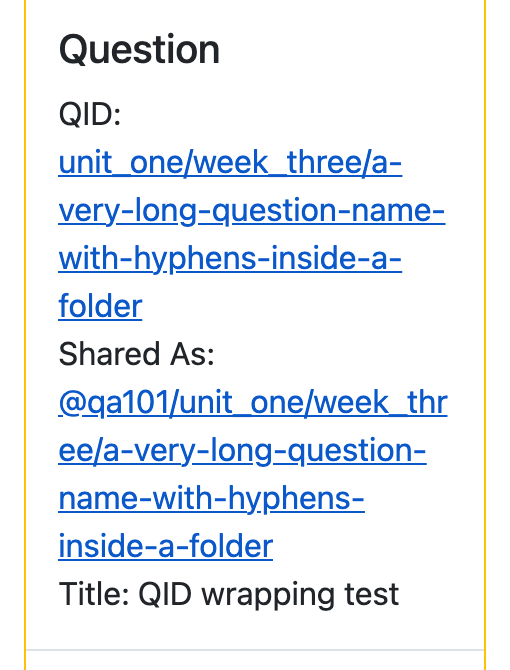 Question
QID:
unit_one/week_three/a-
very-long-question-name-
with-hyphens-inside-a-
folder
Shared As:
@qa101/unit_one/week_thr
ee/a-very-long-question-
name-with-hyphens-
inside-a-folder
Title: QID wrapping test